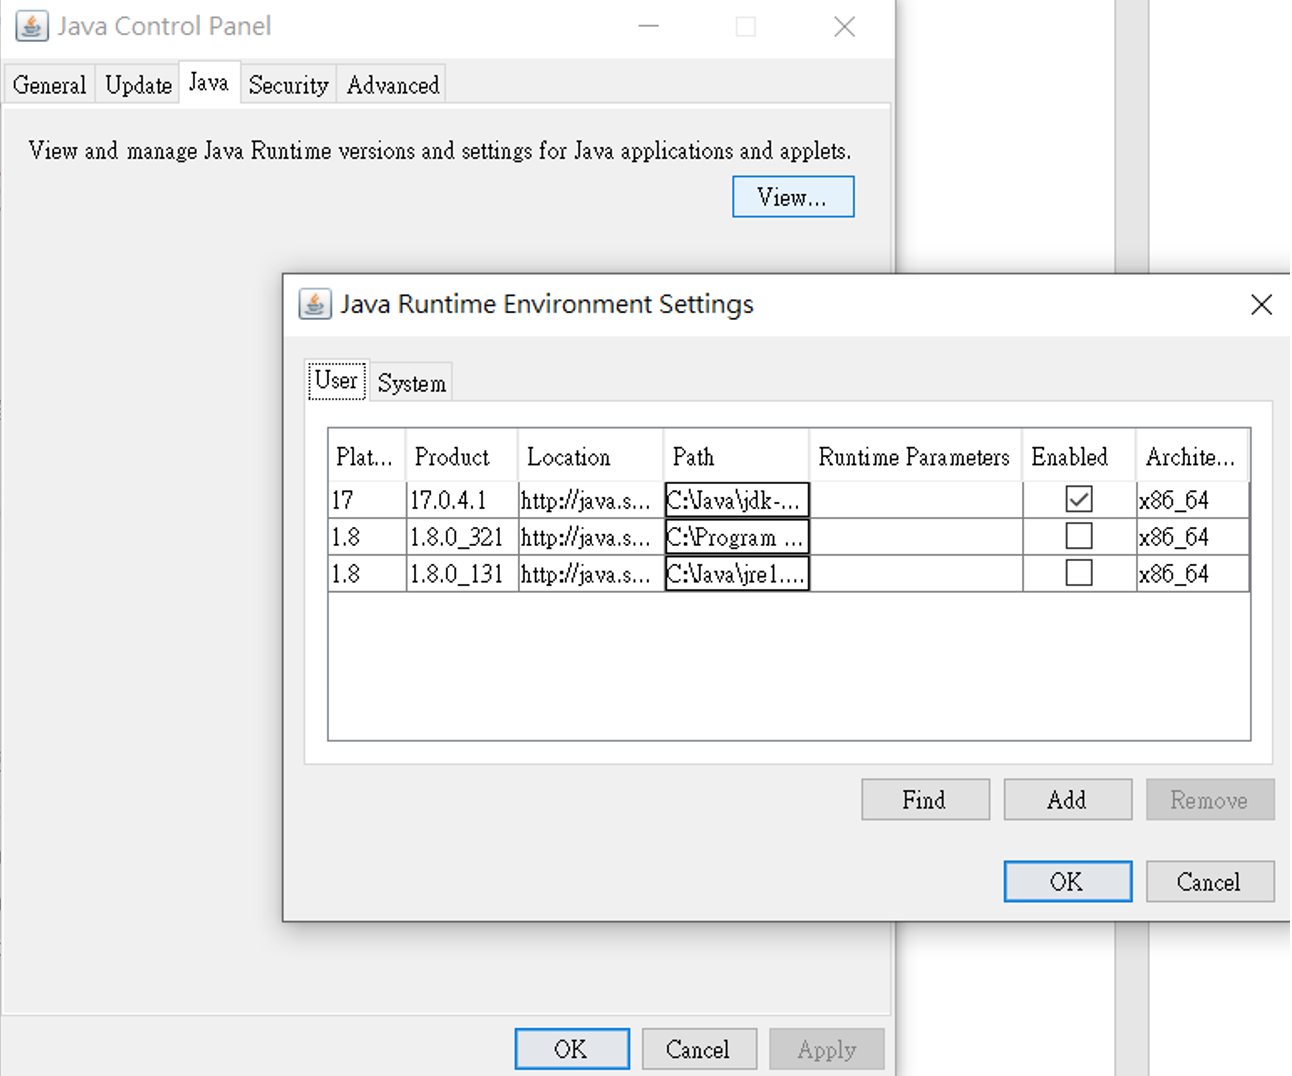 Java Control Panel
General Update Java Security Advanced
View and manage Java Runtime versions and settings for Java applications and applets.
View...
Java Runtime Environment Settings
User System
Plat... Product Location Path Runtime Parameters Enabled Archite...
17 17.0.4.1 http://java.s... C:\Java\jdk-... x86_64
1.8 1.8.0_321 http://java.s... C:\Program ... x86_64
1.8 1.8.0_131 http://java.s... C:\Java\jre1.... x86_64
Find Add Remove
OK Cancel
OK Cancel Apply